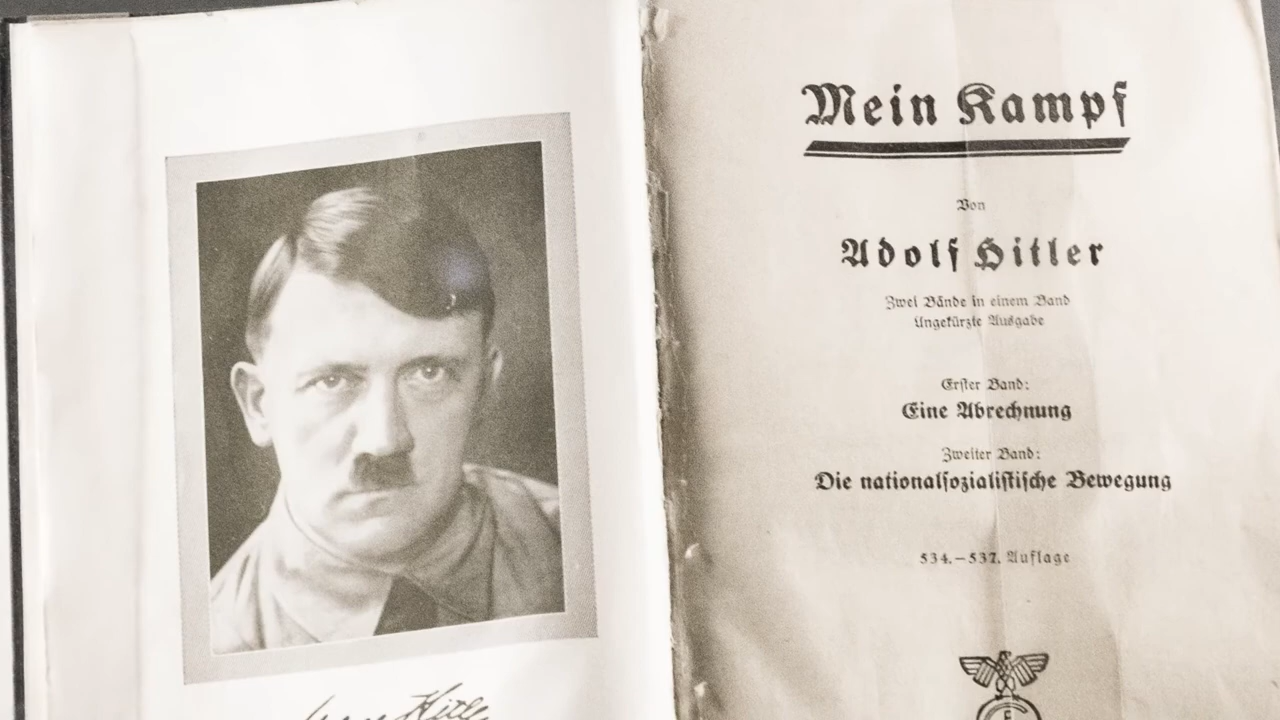 Mein Kampf
Von
Adolf Hitler
Zwei Bände in einem Band
Ungekürzte Ausgabe
Erster Band:
Eine Abrechnung
Zweiter Band:
Die nationalsozialistische Bewegung
534.–537. Auflage
Hitler